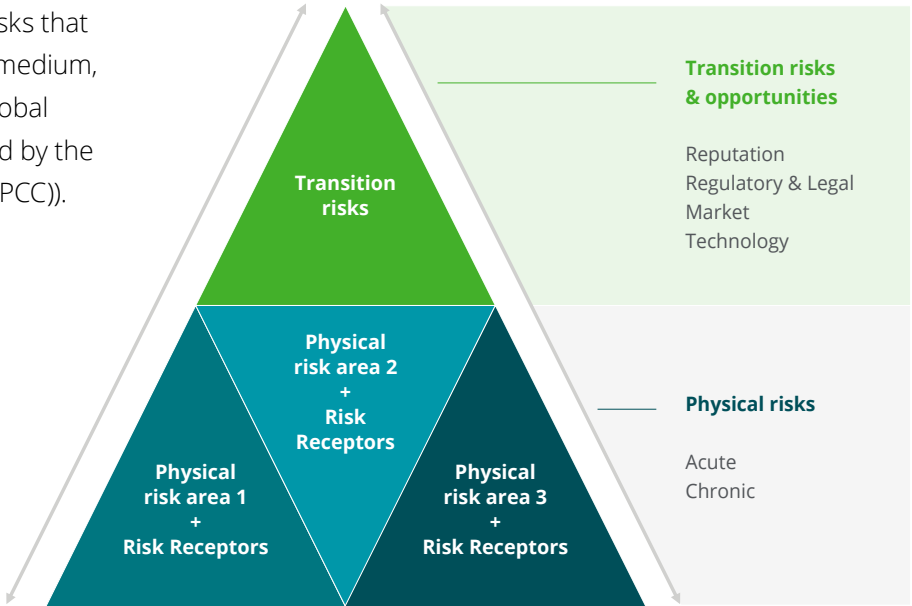 sks that
medium,
obal
d by the
PCC)).
Transition
risks
Physical
risk area 2
+
Risk
Receptors
Physical
risk area 1
+
Risk Receptors
Physical
risk area 3
+
Risk Receptors
Transition risks
& opportunities
Reputation
Regulatory & Legal
Market
Technology
Physical risks
Acute
Chronic